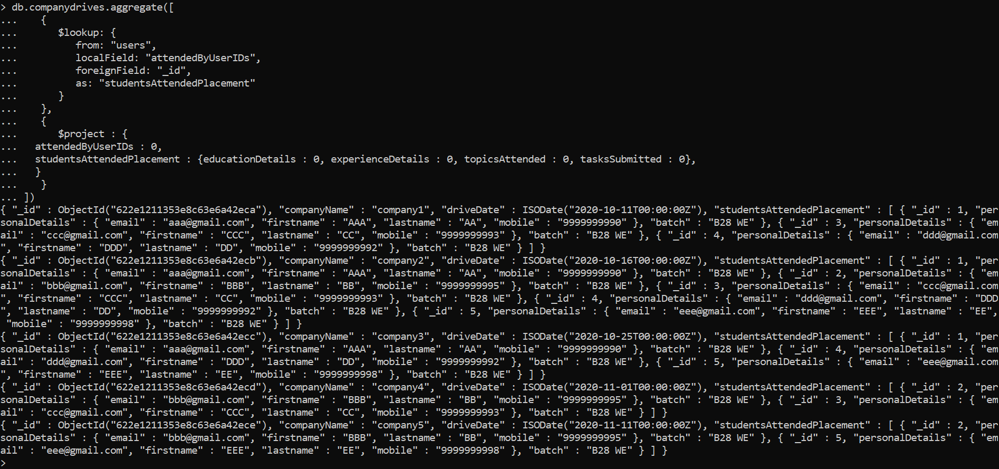 > db.companydrives.aggregate([
...    {
...       $lookup: {
...          from: "users",
...          localField: "attendedByUserIDs",
...          foreignField: "_id",
...          as: "studentsAttendedPlacement"
...       }
...    },
...    {
...       $project : {
...   attendedByUserIDs : 0,
...   studentsAttendedPlacement : {educationDetails : 0, experienceDetails : 0, topicsAttended : 0, tasksSubmitted : 0},
...   }
...    }
... ])
{ "_id" : ObjectId("622e1211353e8c63e6a42eca"), "companyName" : "company1", "driveDate" : ISODate("2020-10-11T00:00:00Z"), "studentsAttendedPlacement" : [ { "_id" : 1, "per
sonalDetails" : { "email" : "aaa@gmail.com", "firstname" : "AAA", "lastname" : "AA", "mobile" : "9999999990" }, "batch" : "B28 WE" }, { "_id" : 3, "personalDetails" : { "em
ail" : "ccc@gmail.com", "firstname" : "CCC", "lastname" : "CC", "mobile" : "9999999993" }, "batch" : "B28 WE" }, { "_id" : 4, "personalDetails" : { "email" : "ddd@gmail.com
", "firstname" : "DDD", "lastname" : "DD", "mobile" : "9999999992" }, "batch" : "B28 WE" } ] }
{ "_id" : ObjectId("622e1211353e8c63e6a42ecb"), "companyName" : "company2", "driveDate" : ISODate("2020-10-16T00:00:00Z"), "studentsAttendedPlacement" : [ { "_id" : 1, "per
sonalDetails" : { "email" : "aaa@gmail.com", "firstname" : "AAA", "lastname" : "AA", "mobile" : "9999999990" }, "batch" : "B28 WE" }, { "_id" : 2, "personalDetails" : { "em
ail" : "bbb@gmail.com", "firstname" : "BBB", "lastname" : "BB", "mobile" : "9999999995" }, "batch" : "B28 WE" }, { "_id" : 3, "personalDetails" : { "email" : "ccc@gmail.com
", "firstname" : "CCC", "lastname" : "CC", "mobile" : "9999999993" }, "batch" : "B28 WE" }, { "_id" : 4, "personalDetails" : { "email" : "ddd@gmail.com", "firstname" : "DDD
", "lastname" : "DD", "mobile" : "9999999992" }, "batch" : "B28 WE" }, { "_id" : 5, "personalDetails" : { "email" : "eee@gmail.com", "firstname" : "EEE", "lastname" : "EE",
 "mobile" : "9999999998" }, "batch" : "B28 WE" } ] }
{ "_id" : ObjectId("622e1211353e8c63e6a42ecc"), "companyName" : "company3", "driveDate" : ISODate("2020-10-25T00:00:00Z"), "studentsAttendedPlacement" : [ { "_id" : 1, "per
sonalDetails" : { "email" : "aaa@gmail.com", "firstname" : "AAA", "lastname" : "AA", "mobile" : "9999999990" }, "batch" : "B28 WE" }, { "_id" : 4, "personalDetails" : { "em
ail" : "ddd@gmail.com", "firstname" : "DDD", "lastname" : "DD", "mobile" : "9999999992" }, "batch" : "B28 WE" }, { "_id" : 5, "personalDetails" : { "email" : "eee@gmail.com
", "firstname" : "EEE", "lastname" : "EE", "mobile" : "9999999998" }, "batch" : "B28 WE" } ] }
{ "_id" : ObjectId("622e1211353e8c63e6a42ecd"), "companyName" : "company4", "driveDate" : ISODate("2020-11-01T00:00:00Z"), "studentsAttendedPlacement" : [ { "_id" : 2, "per
sonalDetails" : { "email" : "bbb@gmail.com", "firstname" : "BBB", "lastname" : "BB", "mobile" : "9999999995" }, "batch" : "B28 WE" }, { "_id" : 3, "personalDetails" : { "em
ail" : "ccc@gmail.com", "firstname" : "CCC", "lastname" : "CC", "mobile" : "9999999993" }, "batch" : "B28 WE" } ] }
{ "_id" : ObjectId("622e1211353e8c63e6a42ece"), "companyName" : "company5", "driveDate" : ISODate("2020-11-11T00:00:00Z"), "studentsAttendedPlacement" : [ { "_id" : 2, "per
sonalDetails" : { "email" : "bbb@gmail.com", "firstname" : "BBB", "lastname" : "BB", "mobile" : "9999999995" }, "batch" : "B28 WE" }, { "_id" : 5, "personalDetails" : { "em
ail" : "eee@gmail.com", "firstname" : "EEE", "lastname" : "EE", "mobile" : "9999999998" }, "batch" : "B28 WE" } ] }
>